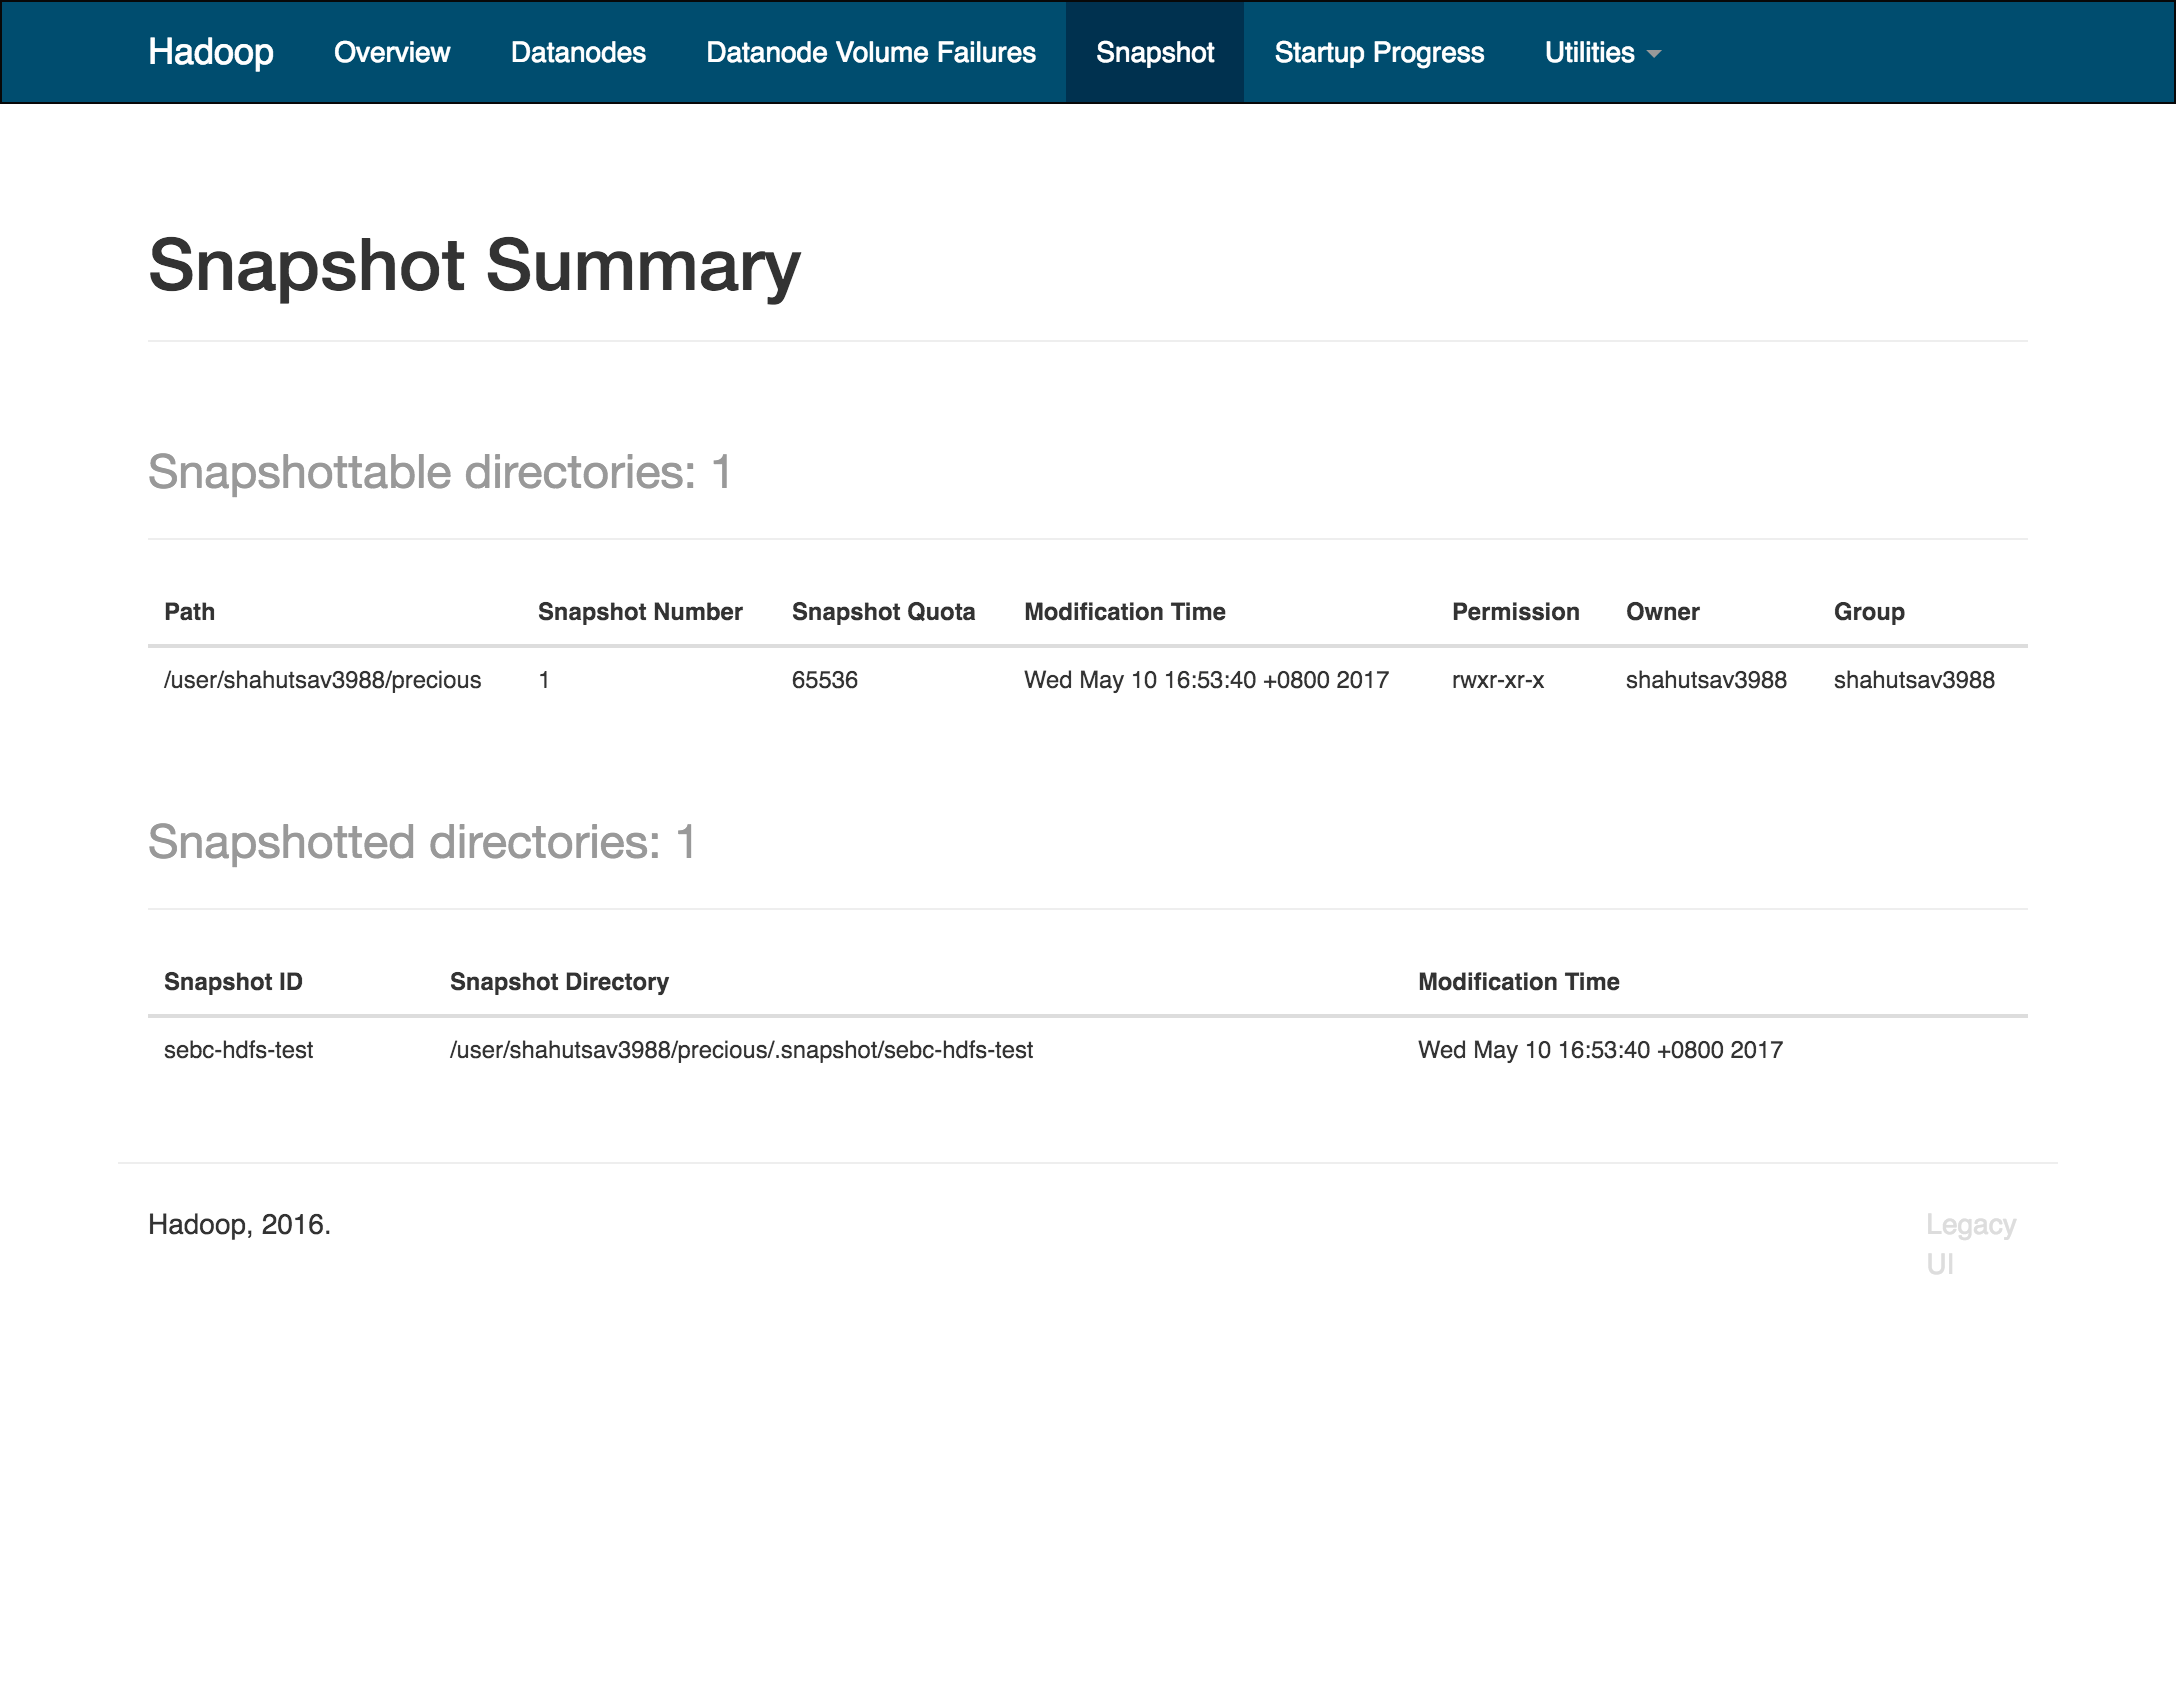 Hadoop Overview Datanodes Datanode Volume Failures Snapshot Startup Progress Utilities
Snapshot Summary
Snapshottable directories: 1
Path Snapshot Number Snapshot Quota Modification Time Permission Owner Group
/user/shahutsav3988/precious 1 65536 Wed May 10 16:53:40 +0800 2017 rwxr-xr-x shahutsav3988 shahutsav3988
Snapshotted directories: 1
Snapshot ID Snapshot Directory Modification Time
sebc-hdfs-test /user/shahutsav3988/precious/.snapshot/sebc-hdfs-test Wed May 10 16:53:40 +0800 2017
Hadoop, 2016. Legacy
UI